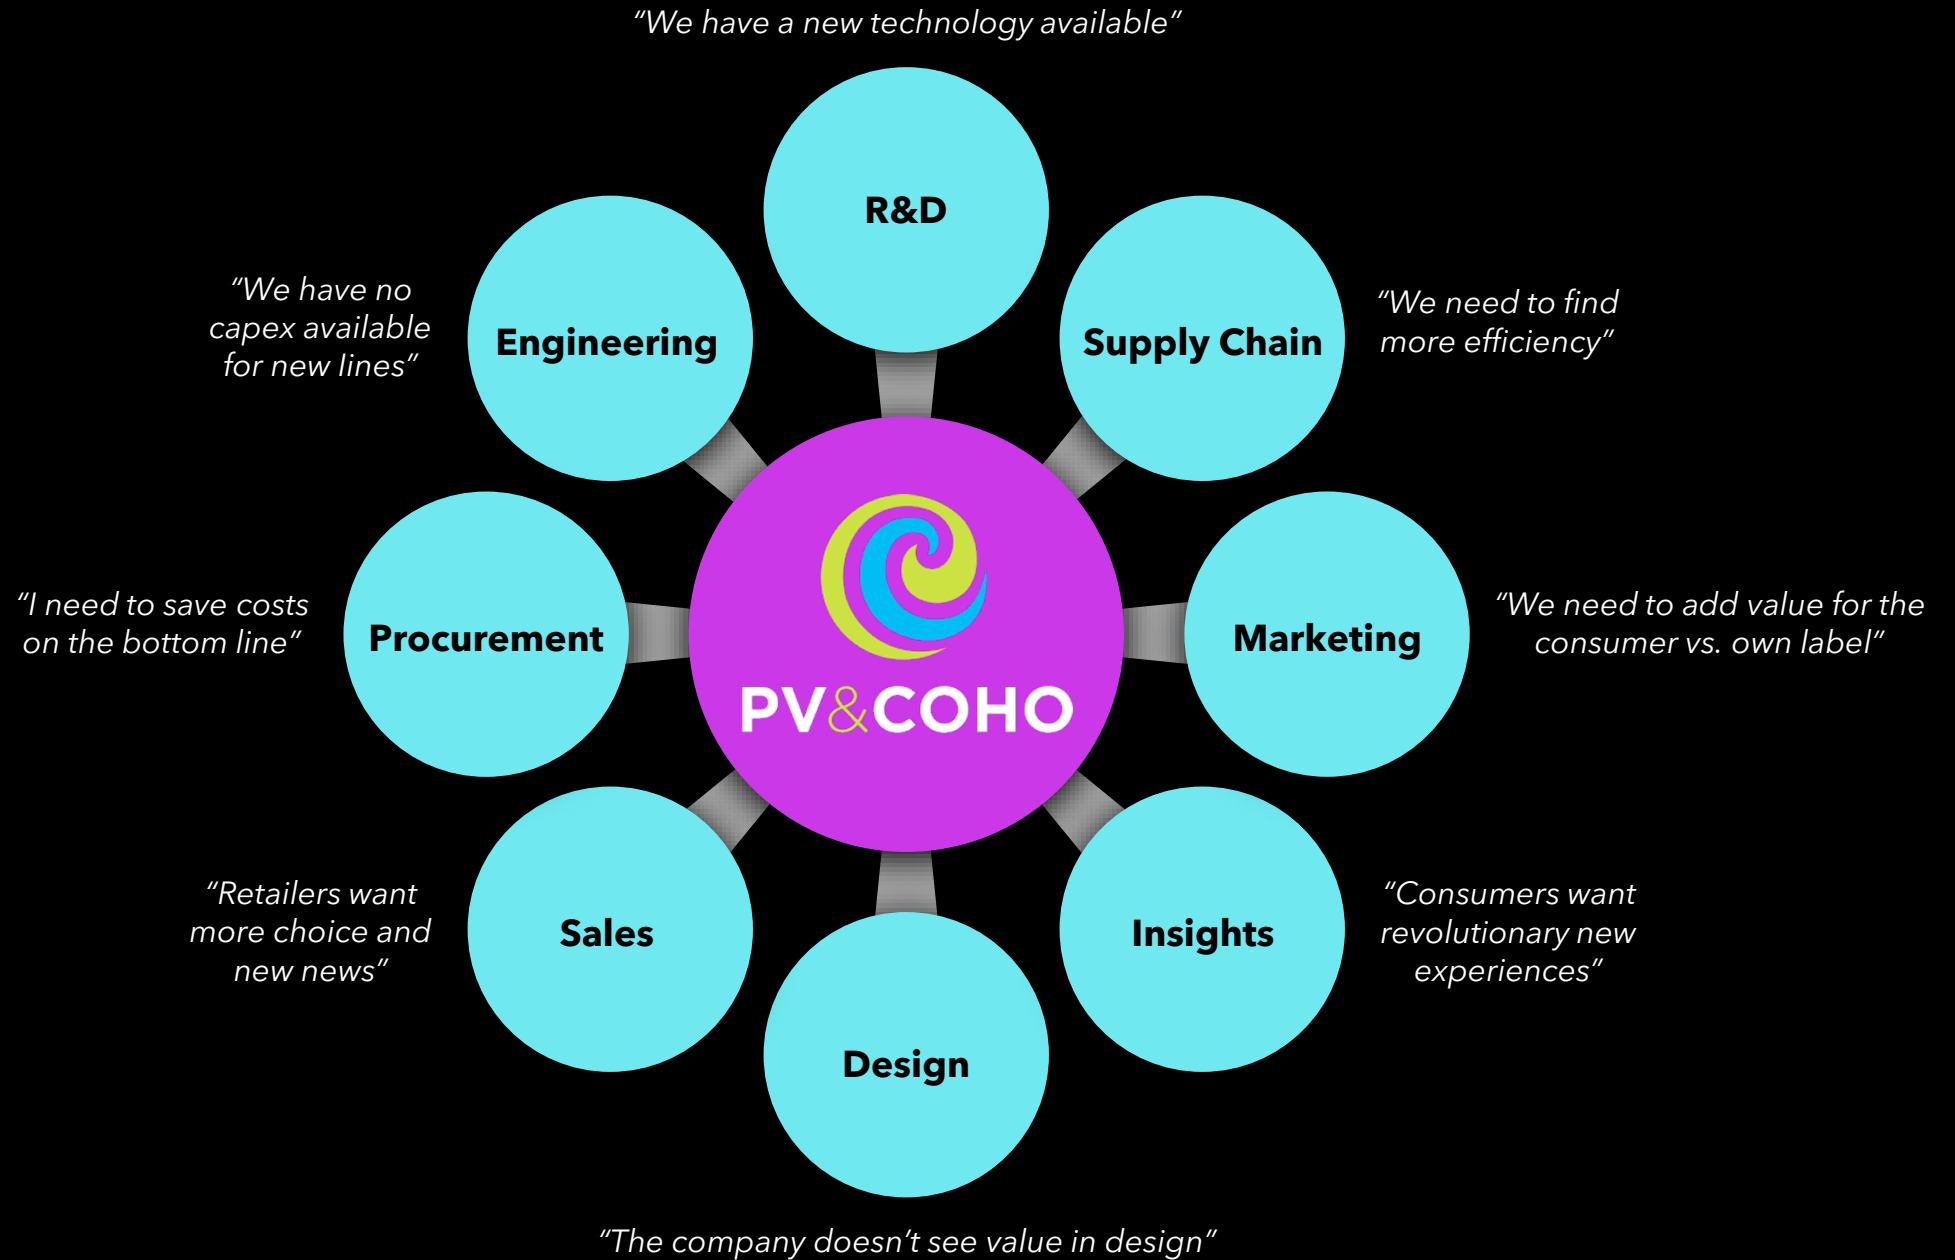 “We have a new technology available”
R&D
“We have no
capex available
for new lines”
Engineering
Supply Chain
“We need to find
more efficiency”
“I need to save costs
on the bottom line”
Procurement
PV&COHO
Marketing
“We need to add value for the
consumer vs. own label”
“Retailers want
more choice and
new news”
Sales
Insights
“Consumers want
revolutionary new
experiences”
Design
“The company doesn’t see value in design”